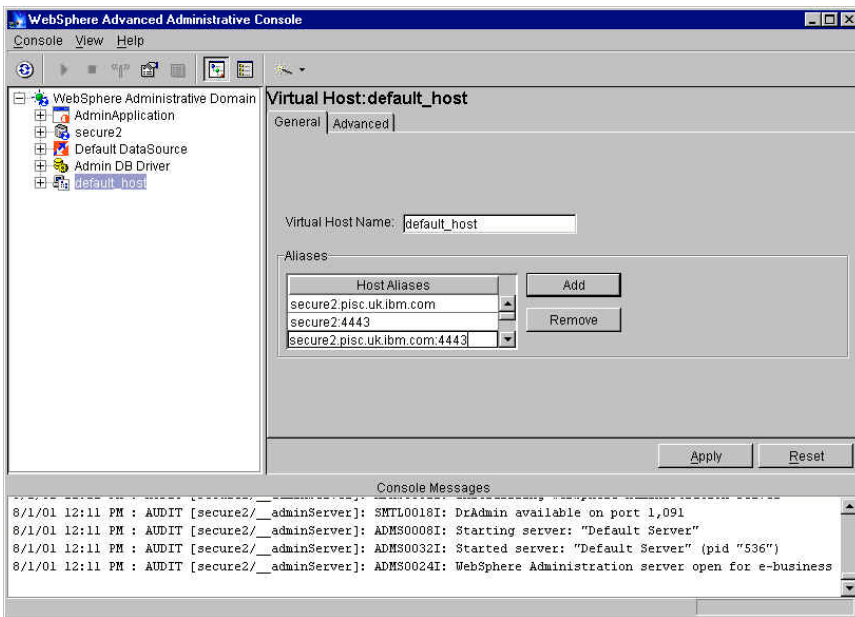 WebSphere Advanced Administrative Console
Console View Help
WebSphere Administrative Domain
AdminApplication
secure2
Default DataSource
Admin DB Driver
default_host
Virtual Host:default_host
General Advanced
Virtual Host Name: default_host
Aliases
Host Aliases
secure2.pisc.uk.ibm.com
secure2:4443
secure2.pisc.uk.ibm.com:4443
Add
Remove
Apply Reset
Console Messages
8/1/01 12:11 PM : AUDIT [secure2/__adminServer]: SMTL0018I: DrAdmin available on port 1,091
8/1/01 12:11 PM : AUDIT [secure2/__adminServer]: ADMS0008I: Starting server: "Default Server"
8/1/01 12:11 PM : AUDIT [secure2/__adminServer]: ADMS0032I: Started server: "Default Server" (pid "536")
8/1/01 12:11 PM : AUDIT [secure2/__adminServer]: ADMS0024I: WebSphere Administration server open for e-business